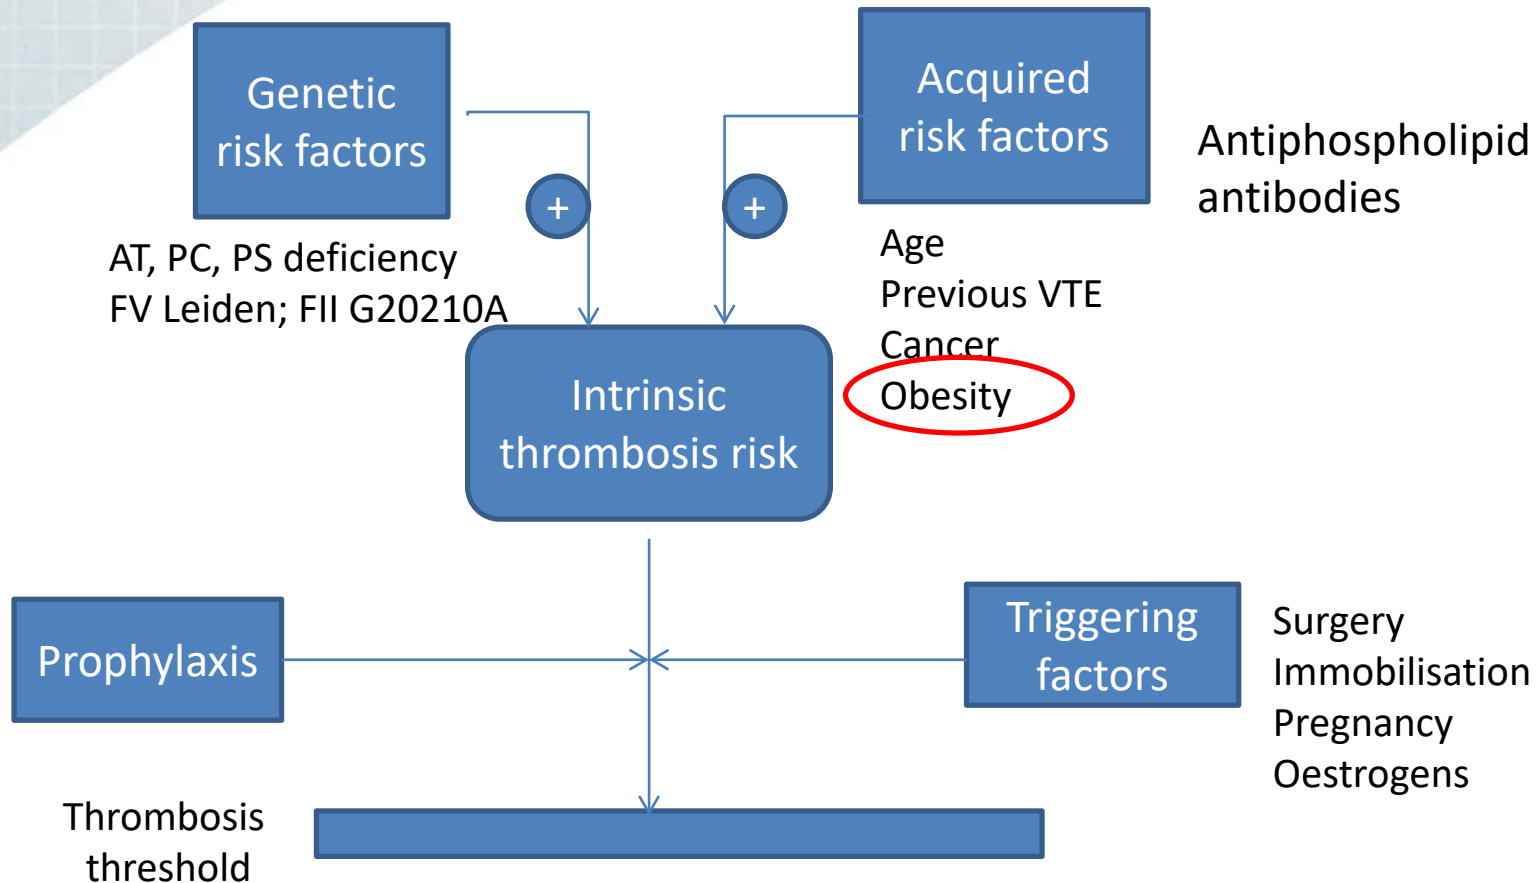 Genetic
risk factors
Acquired
risk factors
Antiphospholipid
antibodies
+
+
AT, PC, PS deficiency
FV Leiden; FII G20210A
Age
Previous VTE
Cancer
Obesity
Intrinsic
thrombosis risk
Prophylaxis
Triggering
factors
Surgery
Immobilisation
Pregnancy
Oestrogens
Thrombosis
threshold